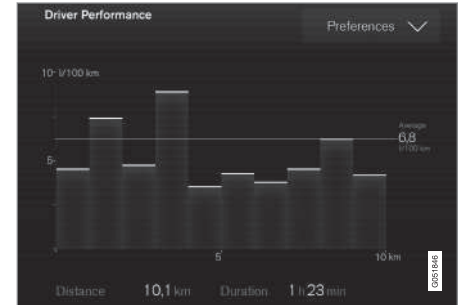 Driver Performance
Preferences
10- l/100 km
Average
6,8
l/100 km
5-
5
10 km
Distance 10,1 km Duration 1 h 23 min
G051846